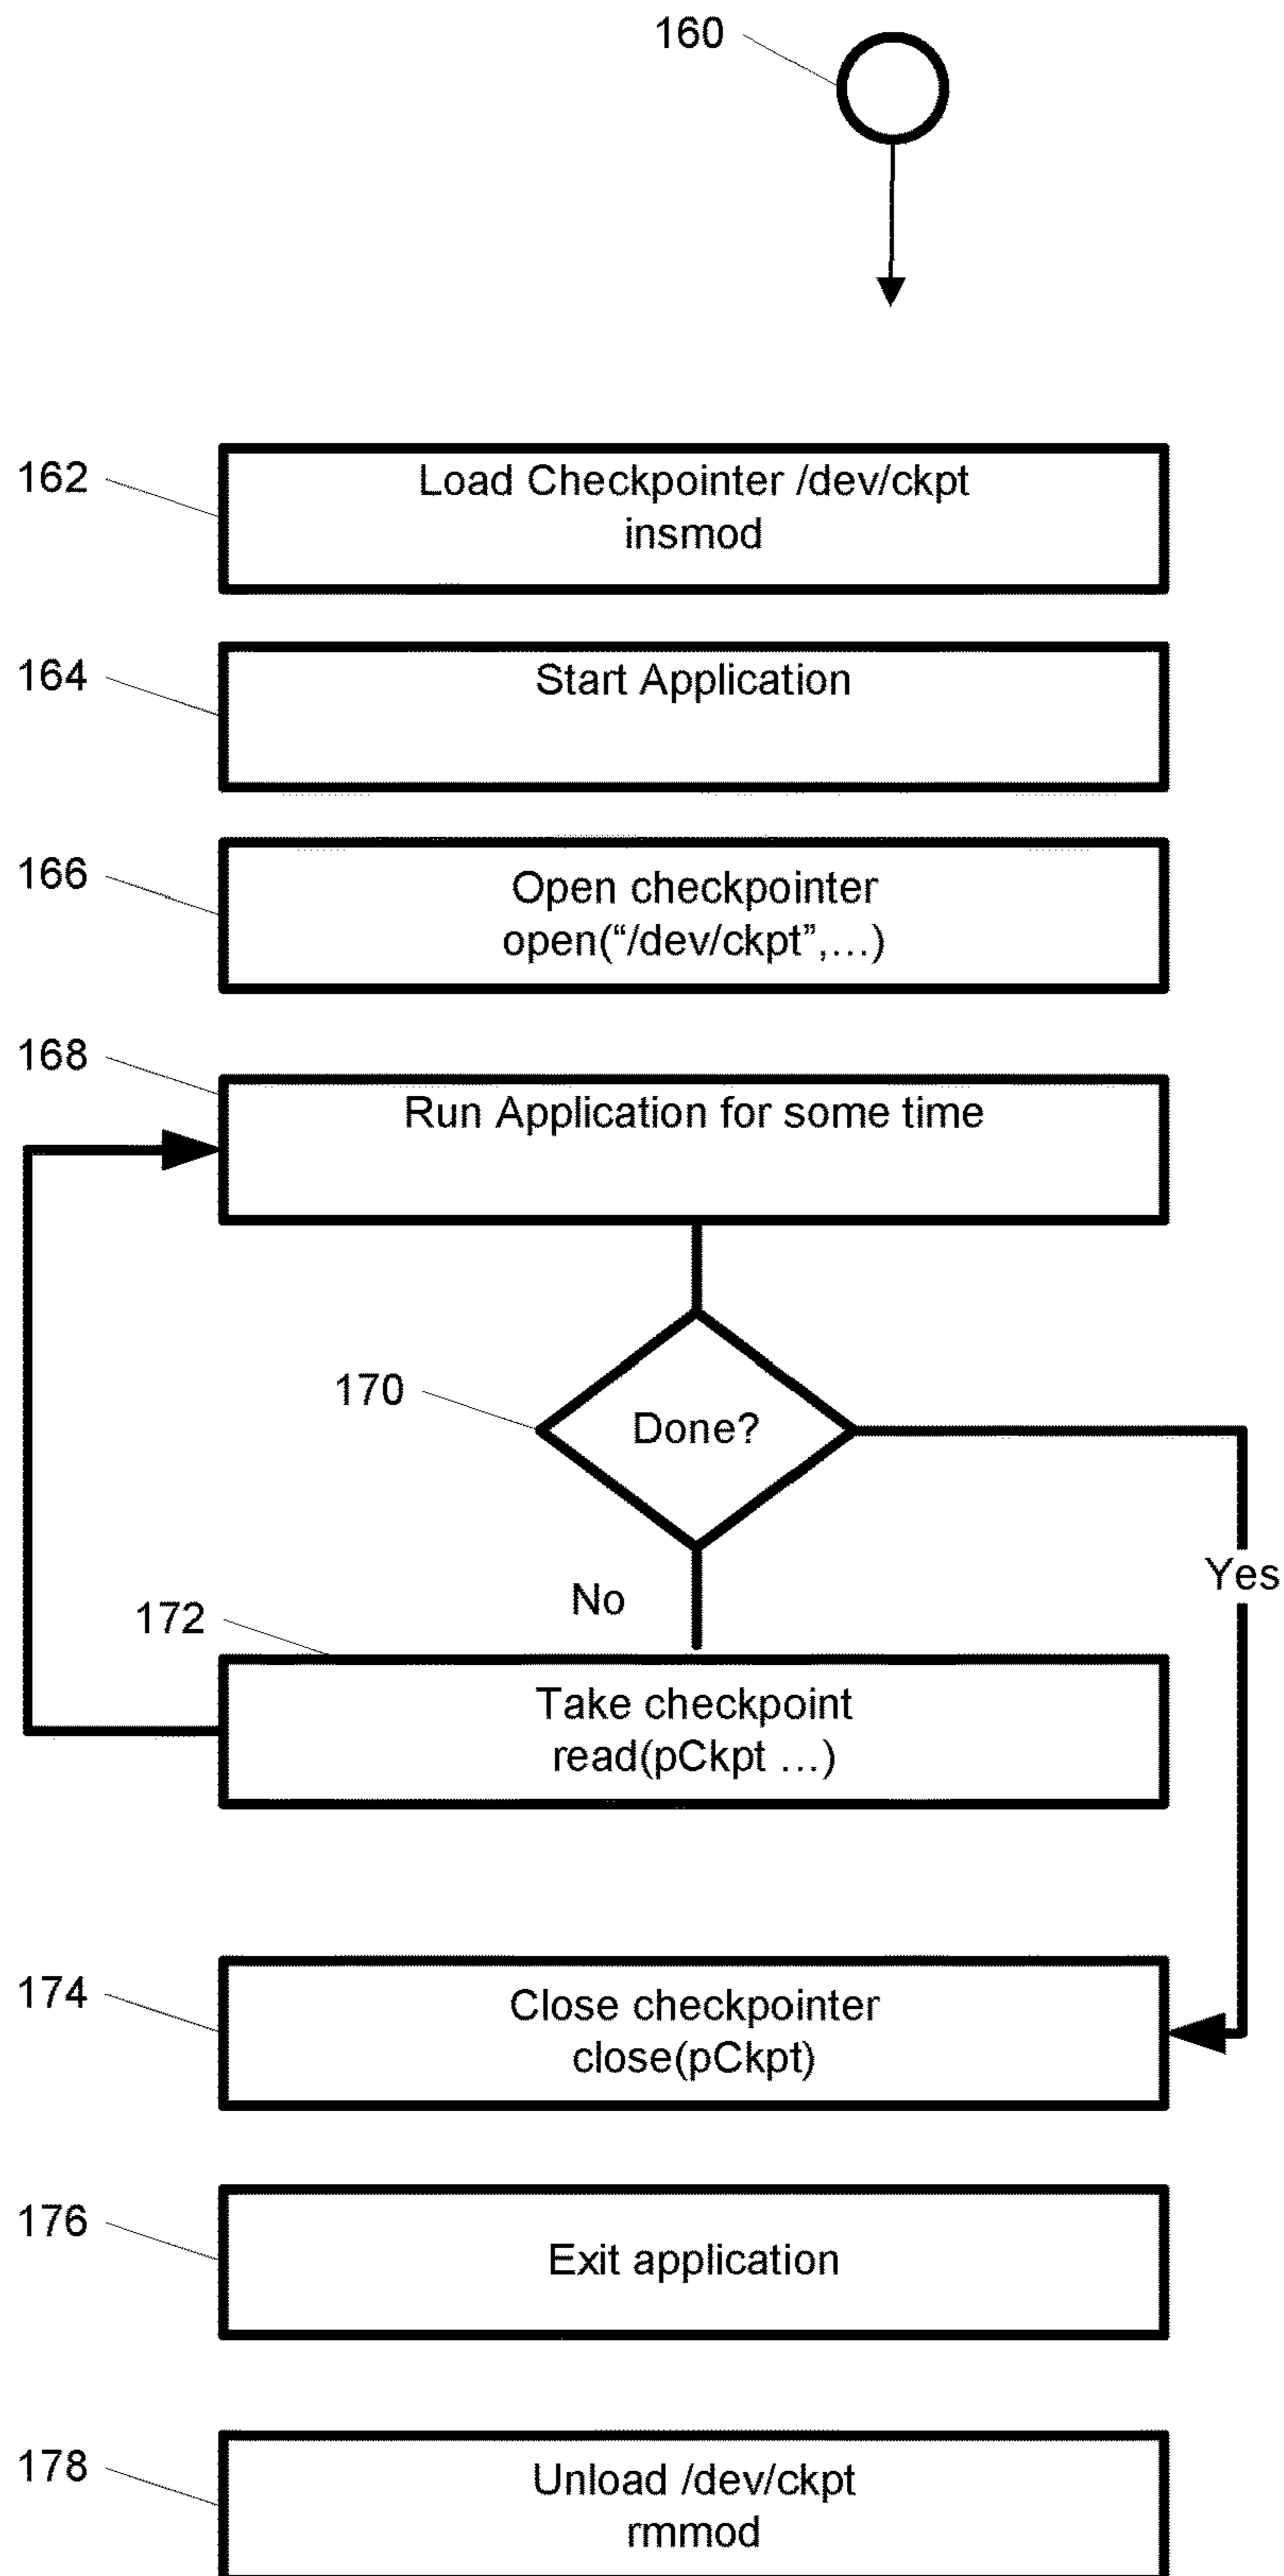 160
162
Load Checkpointer /dev/ckpt
insmod
164
Start Application
166
Open checkpointer
open(“/dev/ckpt”,…)
168
Run Application for some time
170
Done?
Yes
No
172
Take checkpoint
read(pCkpt …)
174
Close checkpointer
close(pCkpt)
176
Exit application
178
Unload /dev/ckpt
rmmod